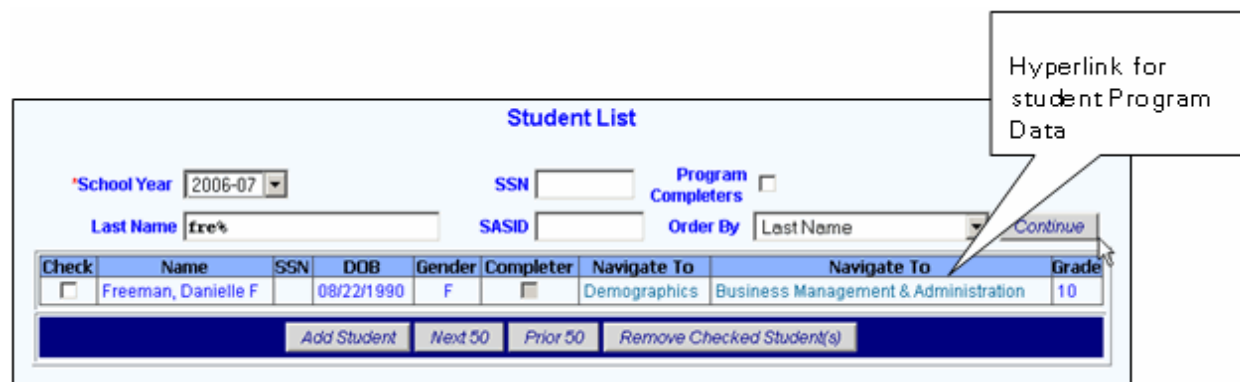 Hyperlink for
student Program
Data
Student List
*School Year 2006-07 SSN Program Completers
Last Name fre% SASID Order By Last Name Continue
Check Name SSN DOB Gender Completer Navigate To Navigate To Grade
Freeman, Danielle F 08/22/1990 F Demographics Business Management & Administration 10
Add Student Next 50 Prior 50 Remove Checked Student(s)